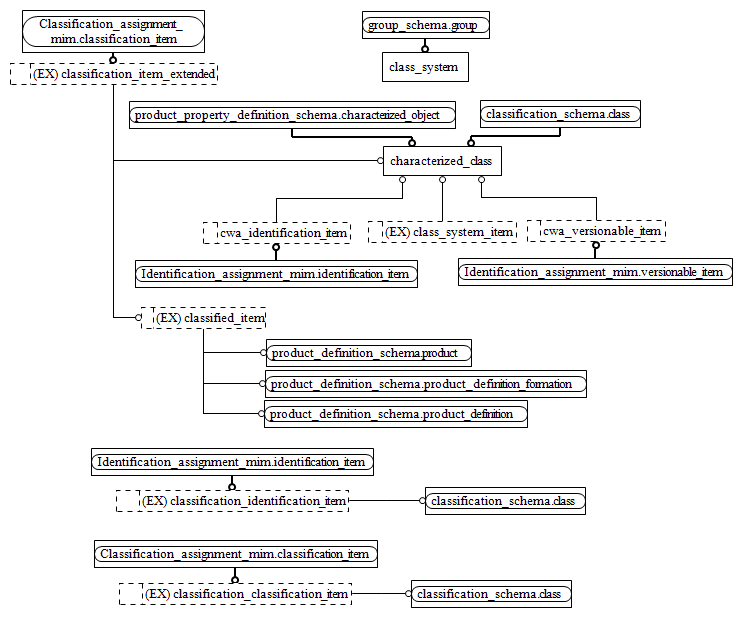 Classification_assignment_
mim.classification_item
group_schema.group
(EX) classification_item_extended
class_system
product_property_definition_schema.characterized_object
classification_schema.class
characterized_class
cwa_identification_item
(EX) class_system_item
cwa_versionable_item
Identification_assignment_mim.identification_item
Identification_assignment_mim.versionable_item
(EX) classified_item
product_definition_schema.product
product_definition_schema.product_definition_formation
product_definition_schema.product_definition
Identification_assignment_mim.identification_item
(EX) classification_identification_item
classification_schema.class
Classification_assignment_mim.classification_item
(EX) classification_classification_item
classification_schema.class